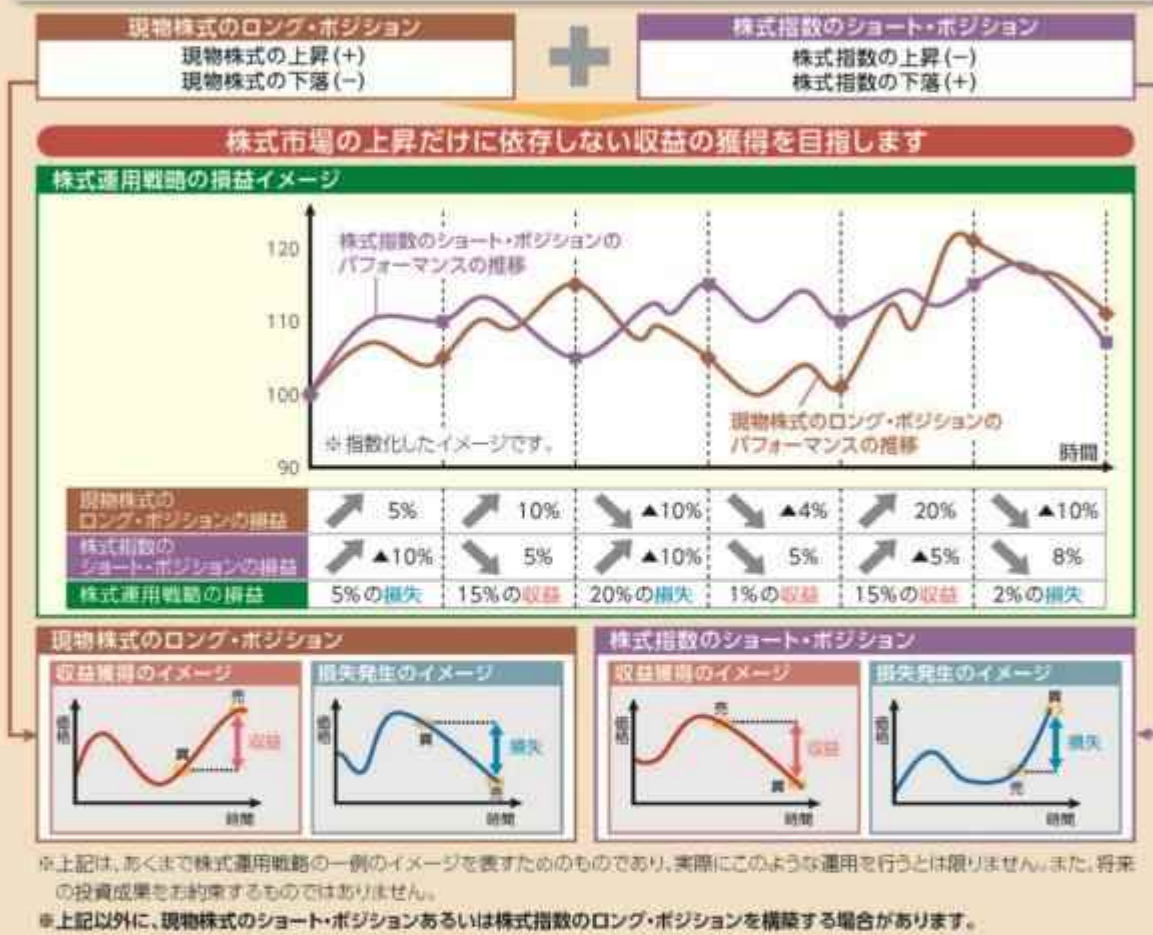 現物株式のロング・ポジション
現物株式の上昇(+)
現物株式の下落(−)
株式指数のショート・ポジション
株式指数の上昇(−)
株式指数の下落(+)
株式市場の上昇だけに依存しない収益の獲得を目指します
株式運用戦略の損益イメージ
120
110
100
90
株式指数のショート・ポジションの
パフォーマンスの推移
現物株式のロング・ポジションの
パフォーマンスの推移
※指数化したイメージです。
時間
現物株式の
ロング・ポジションの損益
5% 10% ▲10% ▲4% 20% ▲10%
株式指数の
ショート・ポジションの損益
▲10% 5% ▲10% 5% ▲5% 8%
株式運用戦略の損益 5%の損失 15%の収益 20%の損失 1%の収益 15%の収益 2%の損失
現物株式のロング・ポジション
収益獲得のイメージ
価格
買
売
収益
時間
損失発生のイメージ
価格
買
売
損失
時間
株式指数のショート・ポジション
収益獲得のイメージ
価格
売
買
収益
時間
損失発生のイメージ
価格
売
買
損失
時間
※上記は、あくまで株式運用戦略の一例のイメージを表すためのものであり、実際にこのような運用を行うとは限りません。また、将来
の投資成果をお約束するものではありません。
※上記以外に、現物株式のショート・ポジションあるいは株式指数のロング・ポジションを構築する場合があります。